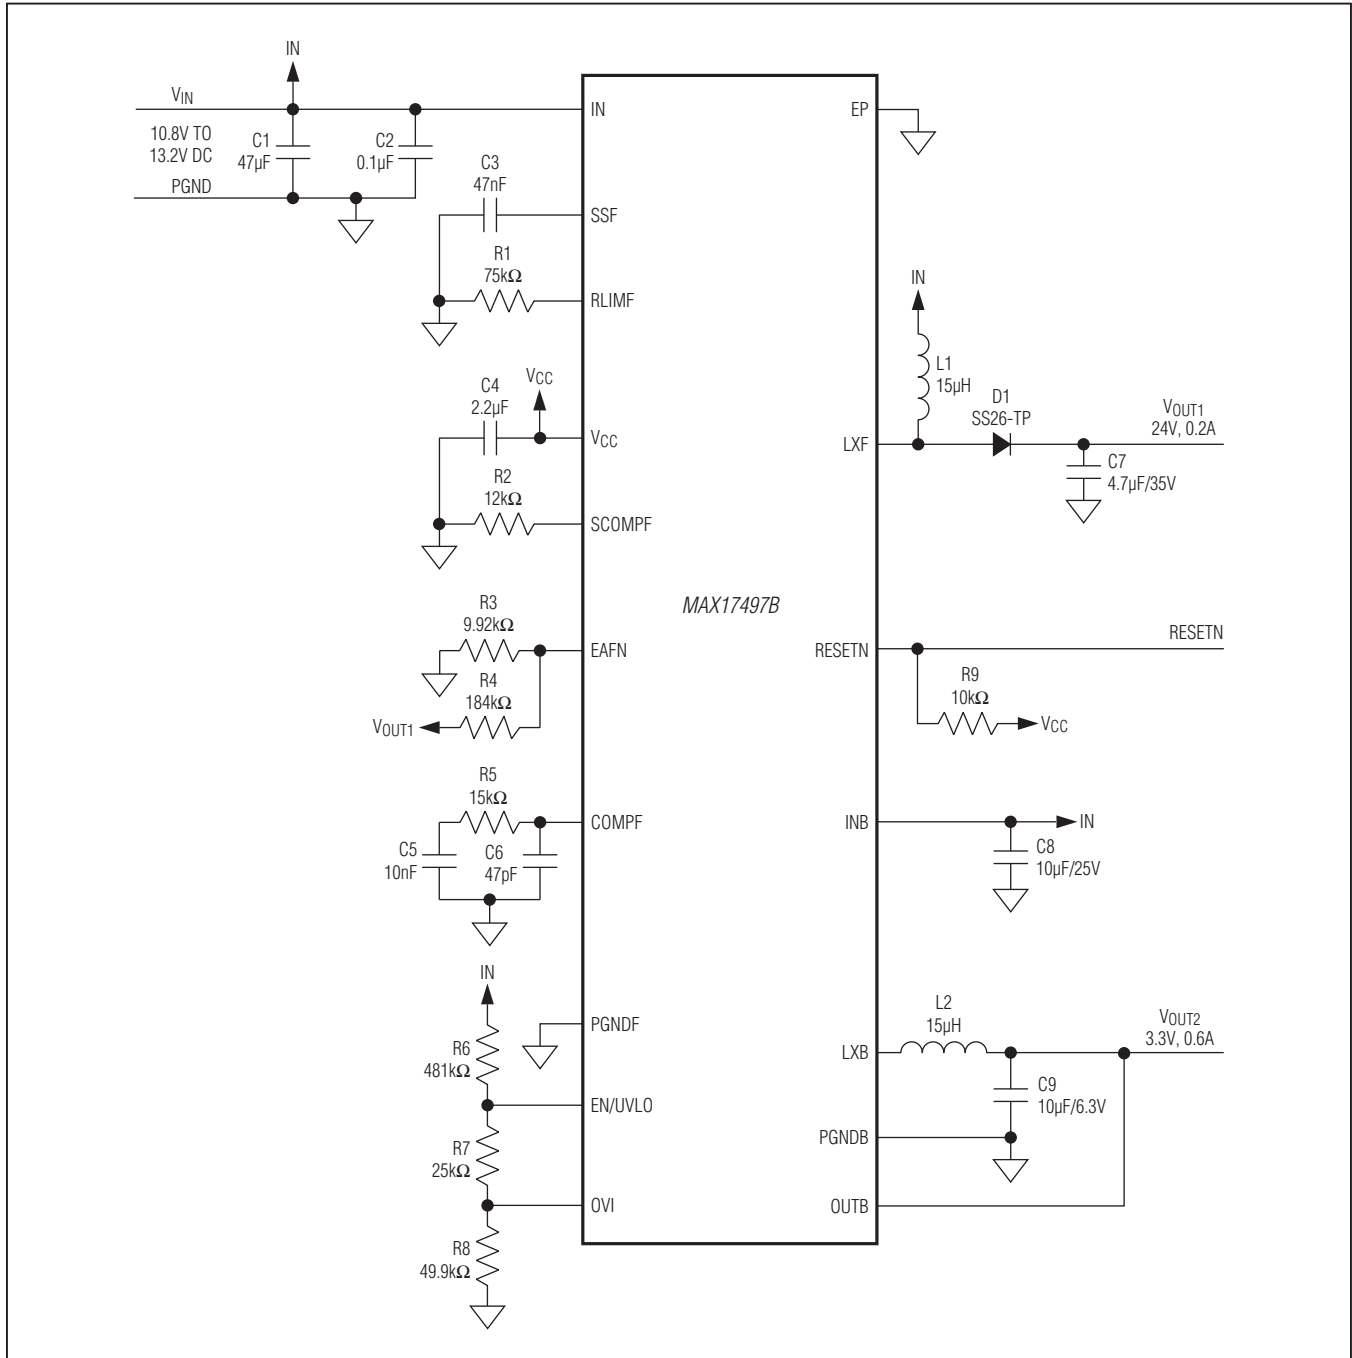 IN
VIN
10.8V TO
13.2V DC
PGND
C1
47µF
C2
0.1µF
C3
47nF
R1
75kΩ
VCC
C4
2.2µF
R2
12kΩ
R3
9.92kΩ
R4
184kΩ
VOUT1
R5
15kΩ
C5
10nF
C6
47pF
IN
R6
481kΩ
R7
25kΩ
R8
49.9kΩ
IN
SSF
RLIMF
VCC
SCOMPF
EAFN
COMPF
PGNDF
EN/UVLO
OVI
MAX17497B
EP
LXF
RESETN
INB
LXB
PGNDB
OUTB
IN
L1
15µH
D1
SS26-TP
VOUT1
24V, 0.2A
C7
4.7µF/35V
RESETN
R9
10kΩ
VCC
IN
C8
10µF/25V
L2
15µH
VOUT2
3.3V, 0.6A
C9
10µF/6.3V